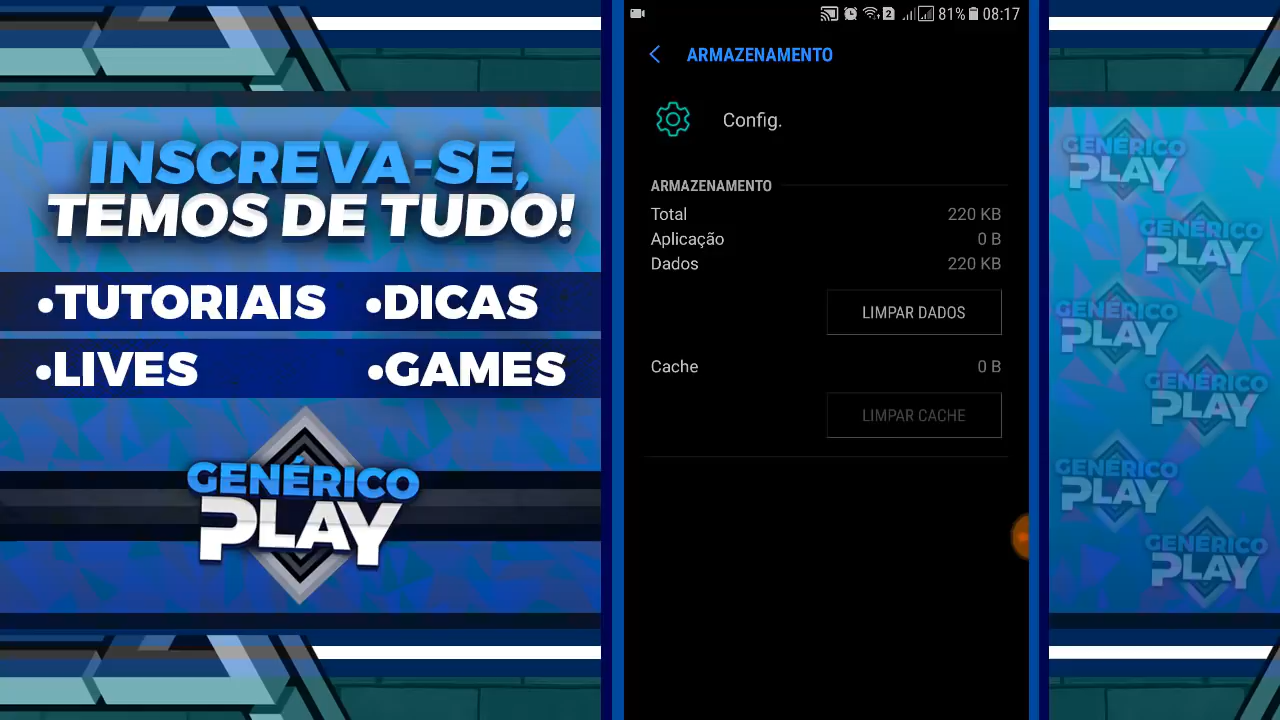 INSCREVA-SE,
TEMOS DE TUDO!
•TUTORIAIS •DICAS
•LIVES •GAMES
GENÉRICO
PLAY
2 81% 08:17
ARMAZENAMENTO
Config.
ARMAZENAMENTO
Total 220 KB
Aplicação 0 B
Dados 220 KB
LIMPAR DADOS
Cache 0 B
LIMPAR CACHE
GENÉRICO
PLAY
GENÉRICO
PLAY
GENÉRICO
PLAY
GENÉRICO
PLAY
GENÉRICO
PLAY
GENÉRICO
PLAY